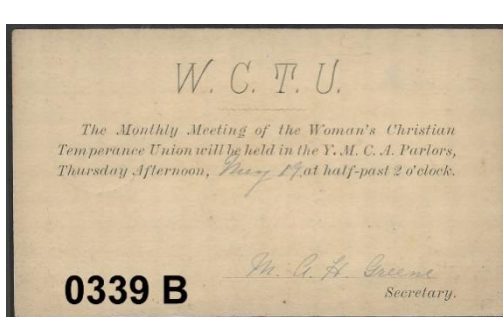 W. C. T. U.
The Monthly Meeting of the Woman's Christian
Temperance Union will be held in the Y. M. C. A. Parlors,
Thursday Afternoon, May 19, at half-past 2 o'clock.
M. A. H. Greene
Secretary.
0339 B